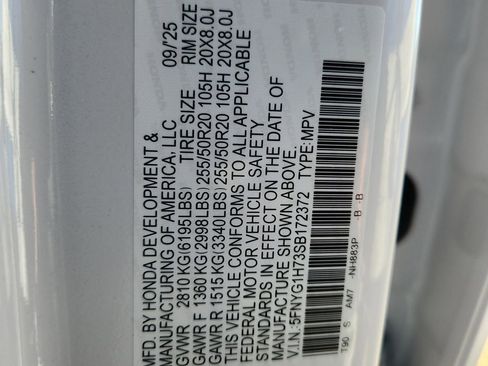 MFD. BY HONDA DEVELOPMENT & 09/25
MANUFACTURING OF AMERICA, LLC
GVWR 2810 KG(6195LBS) TIRE SIZE RIM SIZE
GAWR F 1360 KG(2998LBS) 255/50R20 105H 20X8.0J
GAWR R 1515 KG(3340LBS) 255/50R20 105H 20X8.0J
THIS VEHICLE CONFORMS TO ALL APPLICABLE
FEDERAL MOTOR VEHICLE SAFETY
STANDARDS IN EFFECT ON THE DATE OF
MANUFACTURE SHOWN ABOVE.
V.I.N.:5FNYG1H73SB172372 TYPE:MPV
T90 S AM7 -NH883P -B -B